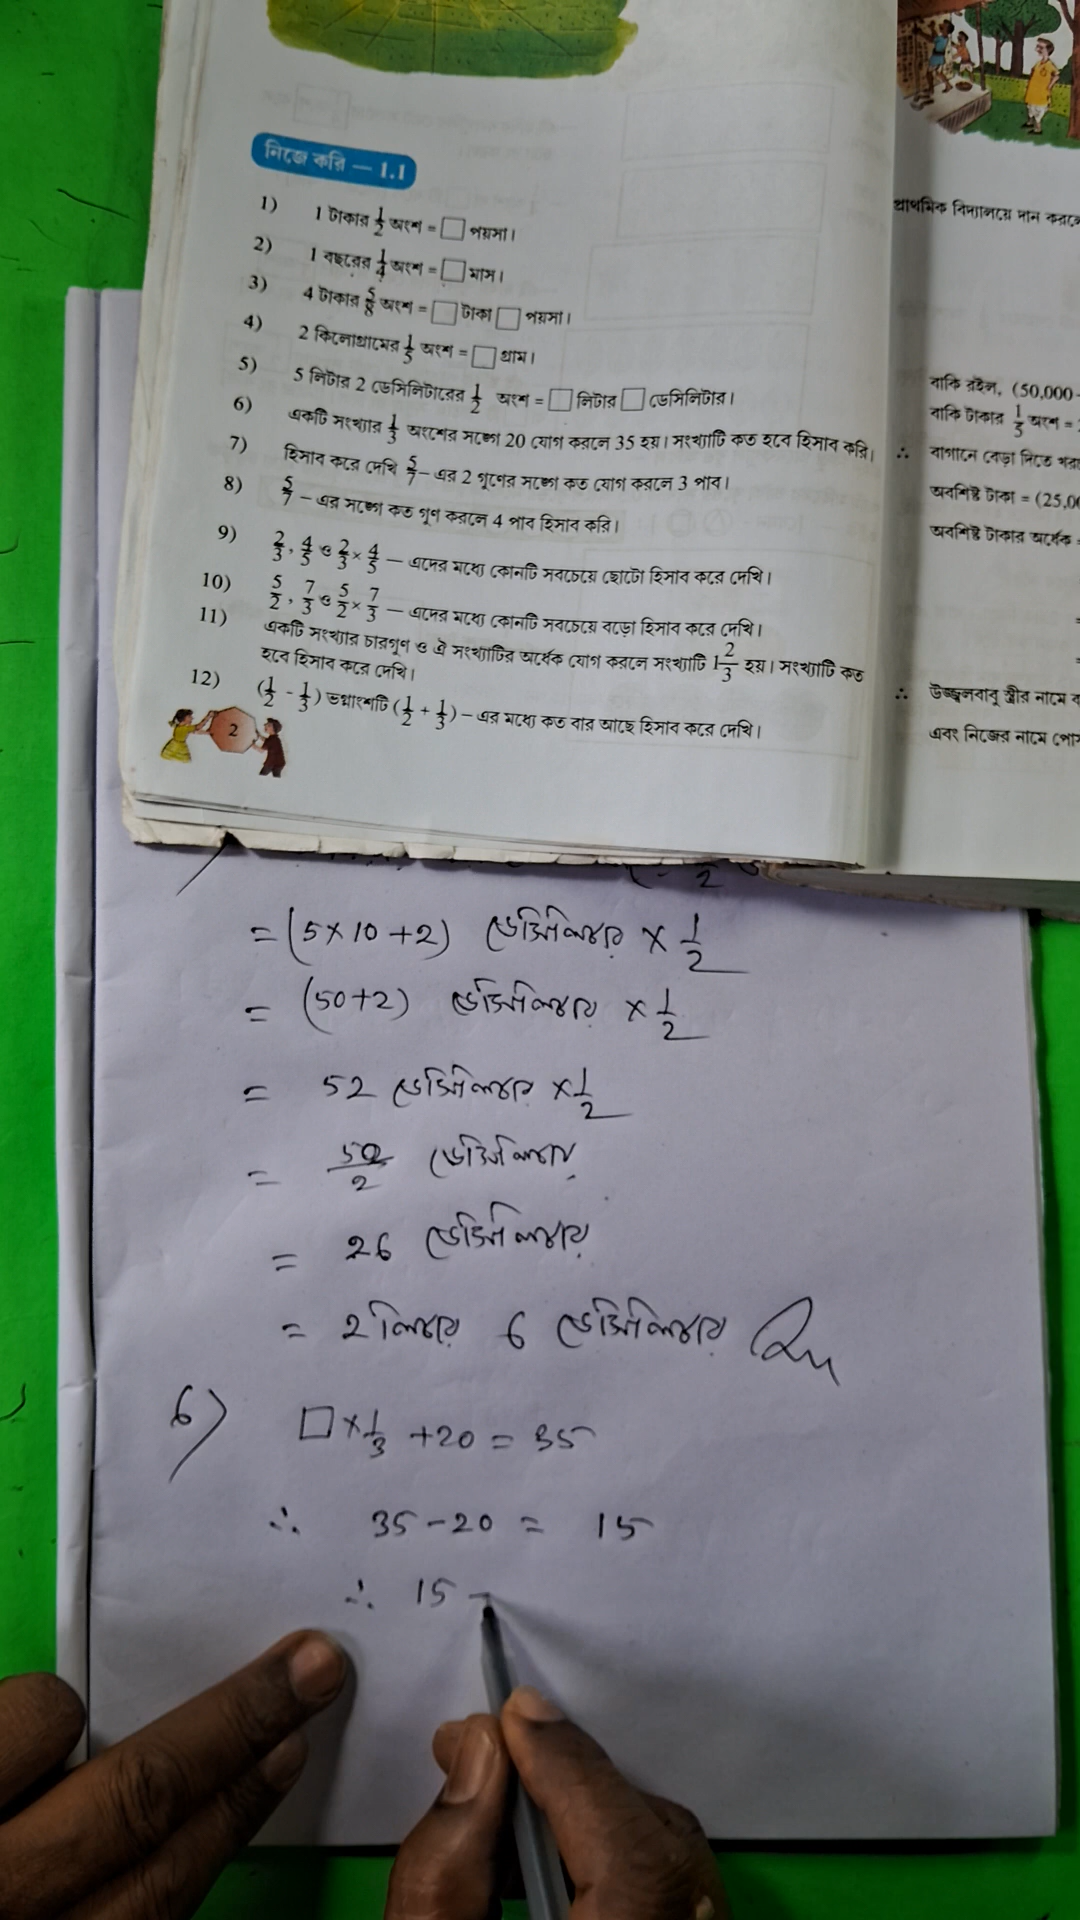 নিজে করি — 1.1
1) 1 টাকার 1/2 অংশ = □ পয়সা।
2) 1 বছরের 1/4 অংশ = □ মাস।
3) 4 টাকার 5/8 অংশ = □ টাকা □ পয়সা।
4) 2 কিলোগ্রামের 1/5 অংশ = □ গ্রাম।
5) 5 লিটার 2 ডেসিলিটারের 1/2 অংশ = □ লিটার □ ডেসিলিটার।
6) একটি সংখ্যার 1/3 অংশের সঙ্গে 20 যোগ করলে 35 হয়। সংখ্যাটি কত হবে হিসাব করি।
7) হিসাব করে দেখি 5/7 – এর 2 গুণের সঙ্গে কত যোগ করলে 3 পাব।
8) 5/7 – এর সঙ্গে কত গুণ করলে 4 পাব হিসাব করি।
9) 2/3, 4/5 ও 2/3 × 4/5 — এদের মধ্যে কোনটি সবচেয়ে ছোটো হিসাব করে দেখি।
10) 5/2, 7/3 ও 5/2 × 7/3 — এদের মধ্যে কোনটি সবচেয়ে বড়ো হিসাব করে দেখি।
11) একটি সংখ্যার চারগুণ ও ঐ সংখ্যাটির অর্ধেক যোগ করলে সংখ্যাটি 1 2/3 হয়। সংখ্যাটি কত
হবে হিসাব করে দেখি।
12) (1/2 - 1/3) ভগ্নাংশটি (1/2 + 1/3) – এর মধ্যে কত বার আছে হিসাব করে দেখি।
2
প্রাথমিক বিদ্যালয়ে দান করলে
বাকি রইল, (50,000 -
বাকি টাকার 1/5 অংশ =
∴ বাগানে বেড়া দিতে খর
অবশিষ্ট টাকা = (25,0
অবশিষ্ট টাকার অর্ধেক =
∴ উজ্জ্বলবাবু স্ত্রীর নামে
এবং নিজের নামে পো
= (5×10+2) ডেসিলিটার × 1/2
= (50+2) ডেসিলিটার × 1/2
= 52 ডেসিলিটার × 1/2
= 52/2 ডেসিলিটার
= 26 ডেসিলিটার
= 2 লিটার 6 ডেসিলিটার
6) □ × 1/3 + 20 = 35
∴ 35 - 20 = 15
∴ 15 -